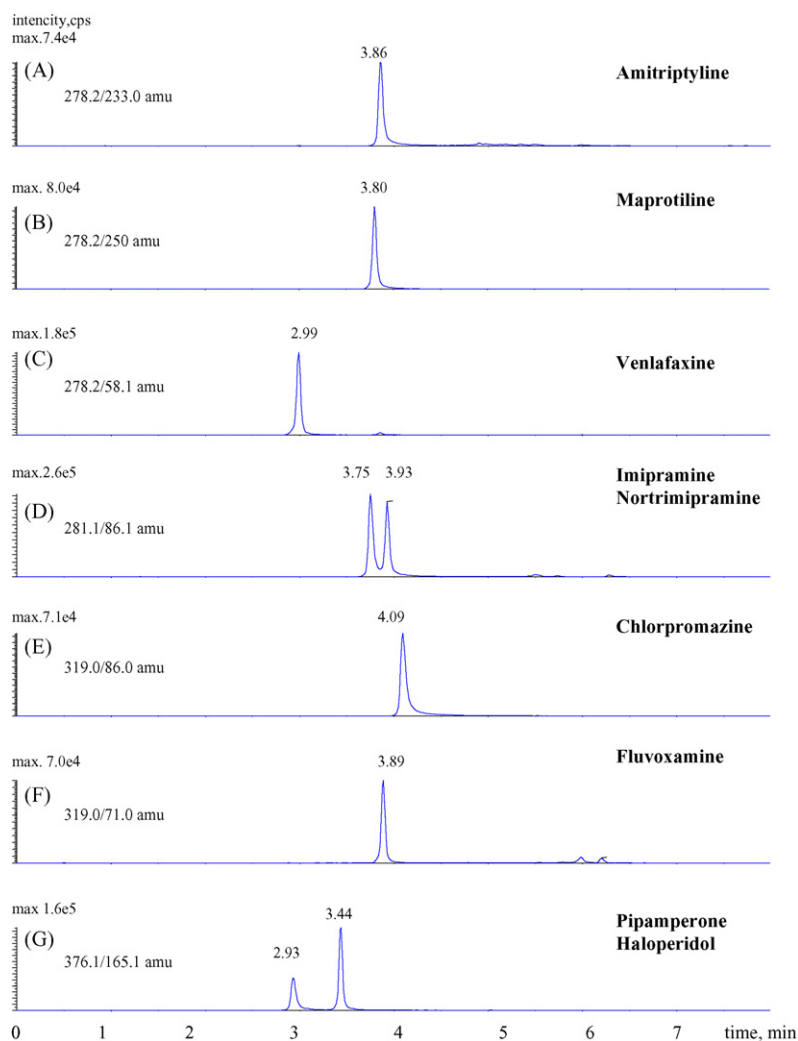 intencity,cps
max.7.4e4
3.86
(A)
Amitriptyline
278.2/233.0 amu
max. 8.0e4
3.80
Maprotiline
(B)
278.2/250 amu
max.1.8e5
2.99
(C)
Venlafaxine
278.2/58.1 amu
max.2.6e5
3.75 3.93
Imipramine
Nortrimipramine
(D)
281.1/86.1 amu
max.7.1e4
4.09
Chlorpromazine
(E)
319.0/86.0 amu
max. 7.0e4
3.89
Fluvoxamine
(F)
319.0/71.0 amu
max 1.6e5
3.44
Pipamperone
Haloperidol
(G)
2.93
376.1/165.1 amu
0 1 2 3 4 5 6 7 time, min